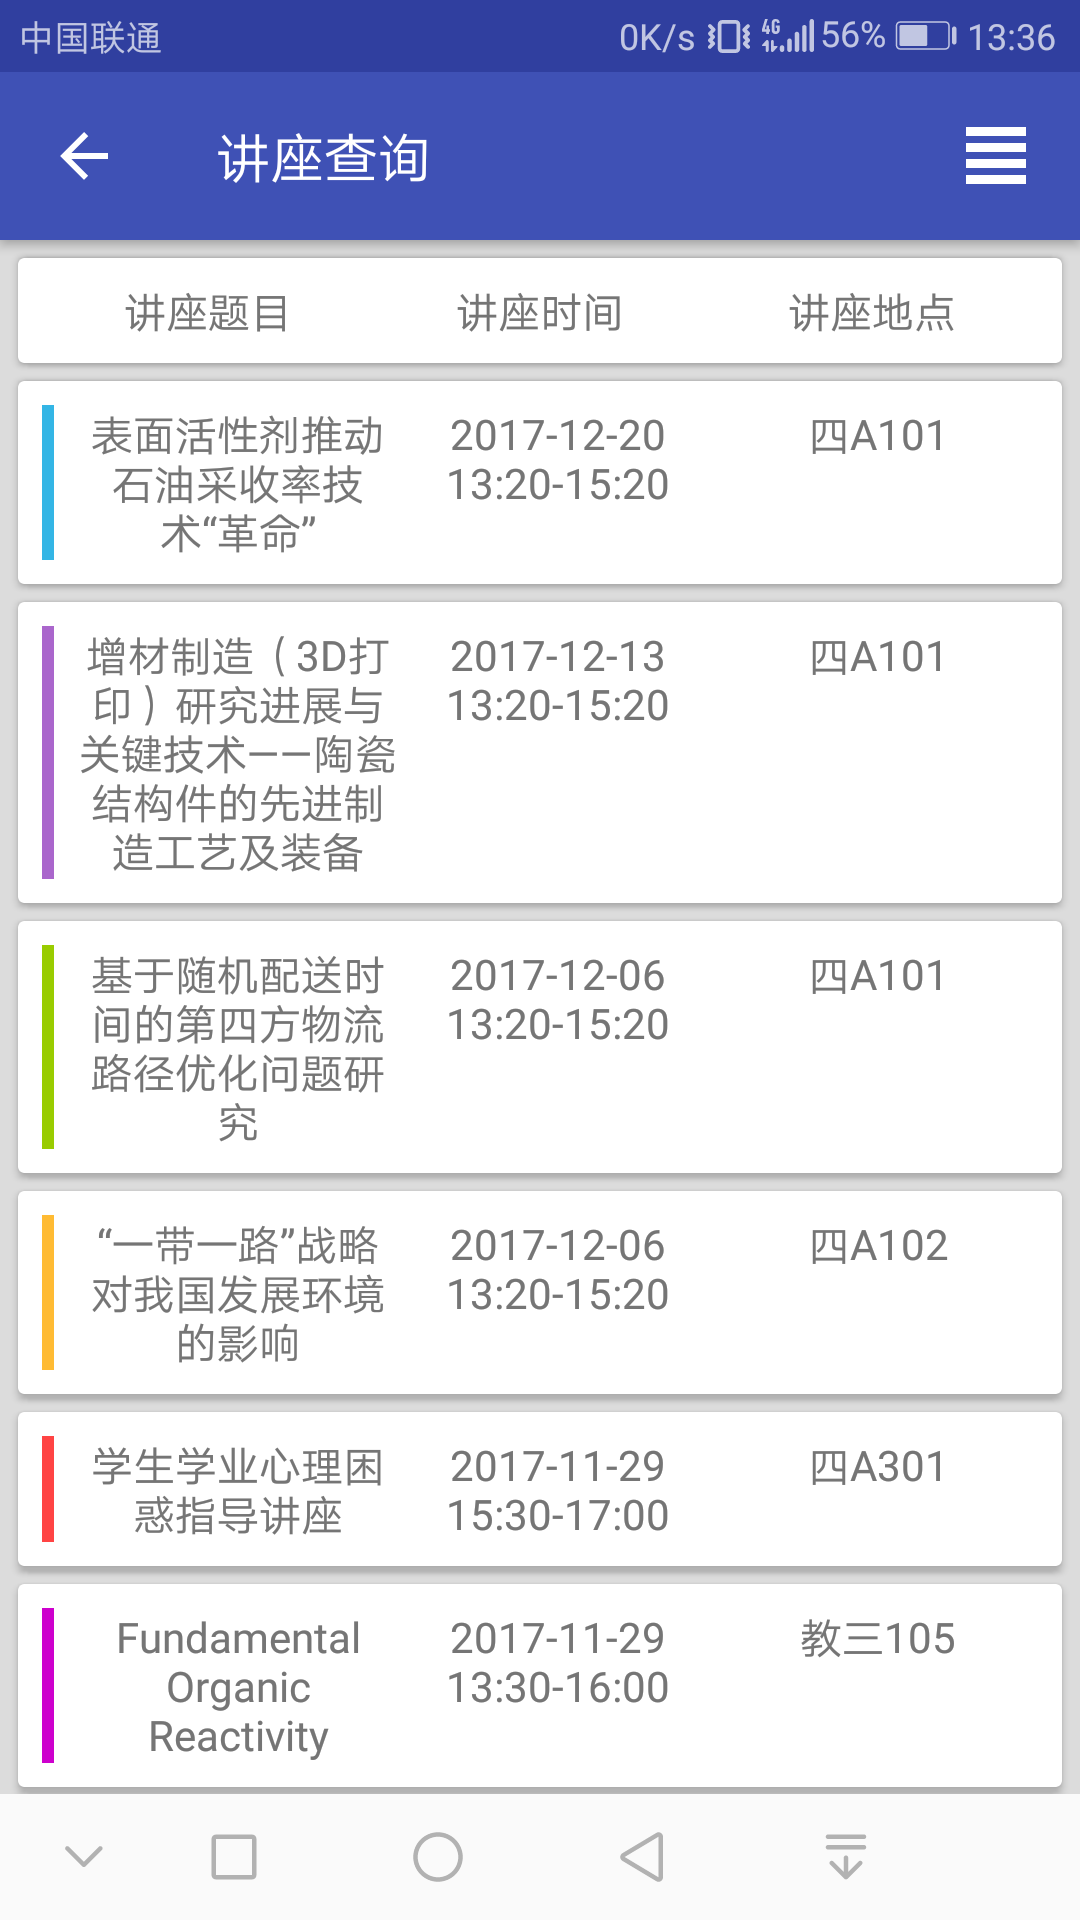 中国联通 0K/s 4G 56% 13:36
讲座查询
讲座题目 讲座时间 讲座地点
表面活性剂推动 2017-12-20 四A101
石油采收率技 13:20-15:20
术“革命”
增材制造（3D打 2017-12-13 四A101
印）研究进展与 13:20-15:20
关键技术——陶瓷
结构件的先进制
造工艺及装备
基于随机配送时 2017-12-06 四A101
间的第四方物流 13:20-15:20
路径优化问题研
究
“一带一路”战略 2017-12-06 四A102
对我国发展环境 13:20-15:20
的影响
学生学业心理困 2017-11-29 四A301
惑指导讲座 15:30-17:00
Fundamental 2017-11-29 教三105
Organic 13:30-16:00
Reactivity